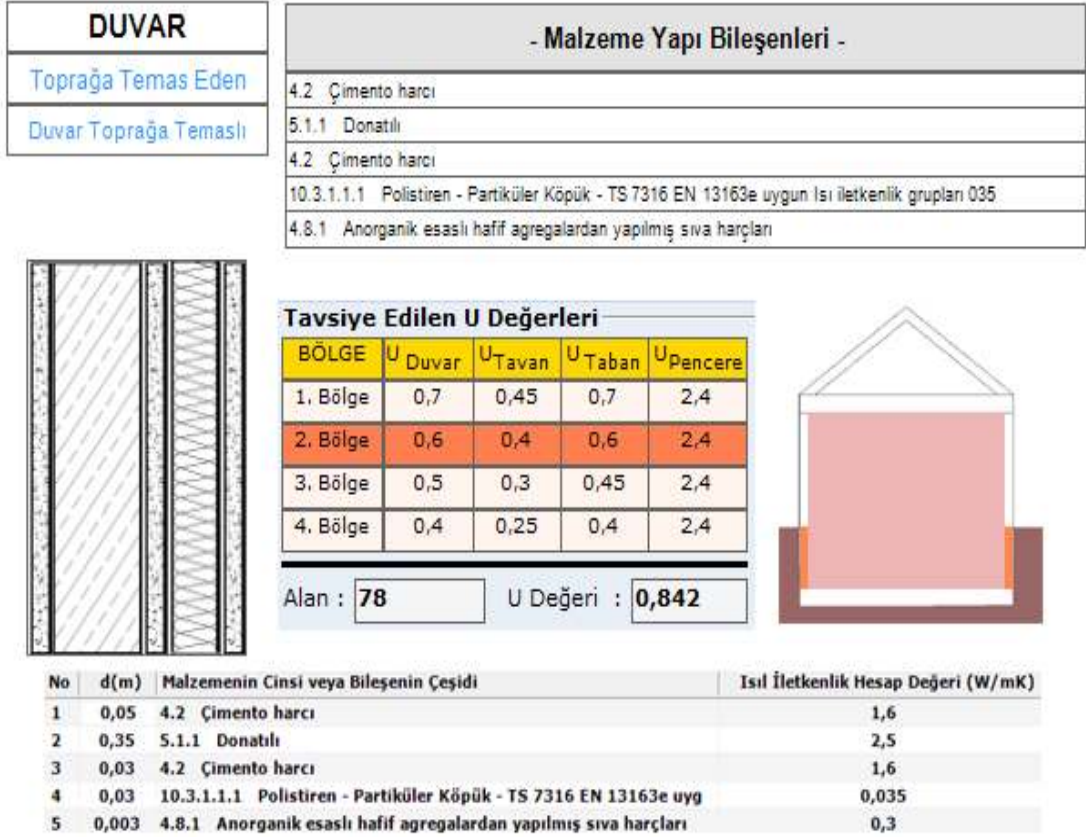 DUVAR
Toprağa Temas Eden
Duvar Toprağa Temaslı
- Malzeme Yapı Bileşenleri -
4.2 Çimento harcı
5.1.1 Donatılı
4.2 Çimento harcı
10.3.1.1.1 Polistiren - Partiküler Köpük - TS 7316 EN 13163e uygun Isı iletkenlik grupları 035
4.8.1 Anorganik esaslı hafif agregalardan yapılmış sıva harçları
Tavsiye Edilen U Değerleri
BÖLGE U Duvar U Tavan U Taban U Pencere
1. Bölge 0,7 0,45 0,7 2,4
2. Bölge 0,6 0,4 0,6 2,4
3. Bölge 0,5 0,3 0,45 2,4
4. Bölge 0,4 0,25 0,4 2,4
Alan : 78 U Değeri : 0,842
No d(m) Malzemenin Cinsi veya Bileşenin Çeşidi Isıl İletkenlik Hesap Değeri (W/mK)
1 0,05 4.2 Çimento harcı 1,6
2 0,35 5.1.1 Donatılı 2,5
3 0,03 4.2 Çimento harcı 1,6
4 0,03 10.3.1.1.1 Polistiren - Partiküler Köpük - TS 7316 EN 13163e uyg 0,035
5 0,003 4.8.1 Anorganik esaslı hafif agregalardan yapılmış sıva harçları 0,3